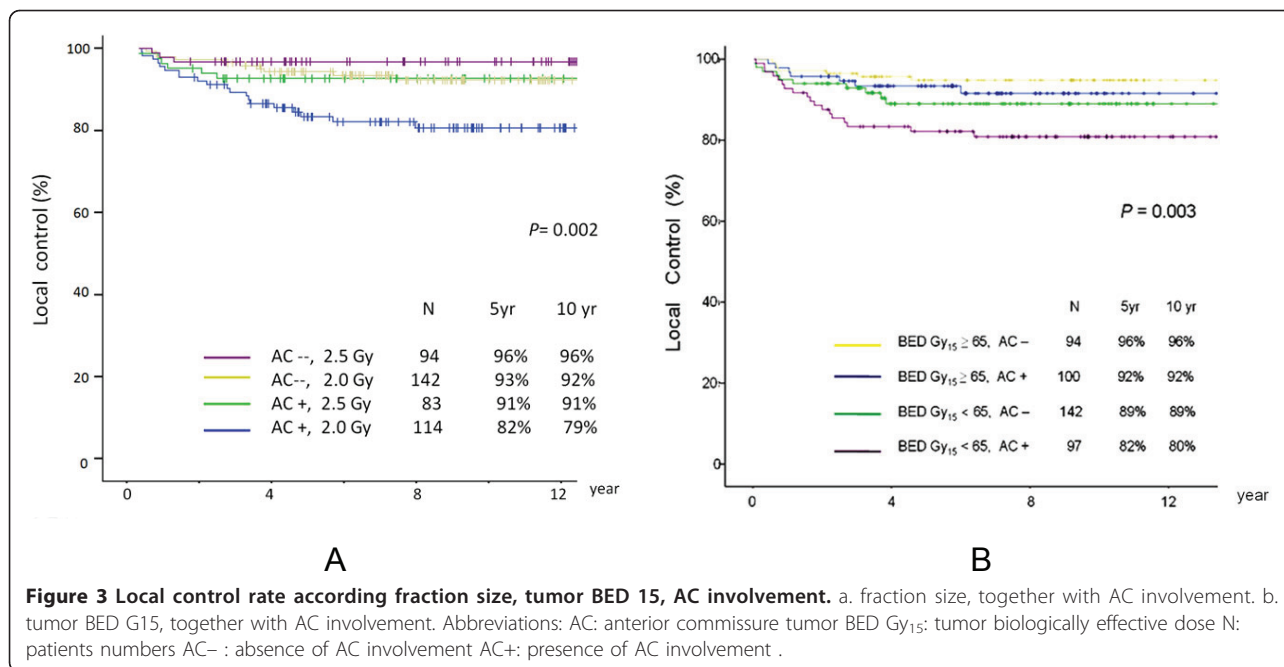 100
80
60
40
20
0
Local control (%)
P= 0.002
N 5yr 10 yr
AC --, 2.5 Gy 94 96% 96%
AC--, 2.0 Gy 142 93% 92%
AC +, 2.5 Gy 83 91% 91%
AC +, 2.0 Gy 114 82% 79%
0 4 8 12 year
A
100
80
60
40
20
0
Local Control (%)
P = 0.003
N 5yr 10 yr
BED Gy15 ≥ 65, AC – 94 96% 96%
BED Gy15 ≥ 65, AC + 100 92% 92%
BED Gy15 < 65, AC – 142 89% 89%
BED Gy15 < 65, AC + 97 82% 80%
0 4 8 12 year
B
Figure 3 Local control rate according fraction size, tumor BED 15, AC involvement. a. fraction size, together with AC involvement. b.
tumor BED G15, together with AC involvement. Abbreviations: AC: anterior commissure tumor BED Gy15: tumor biologically effective dose N:
patients numbers AC– : absence of AC involvement AC+: presence of AC involvement .